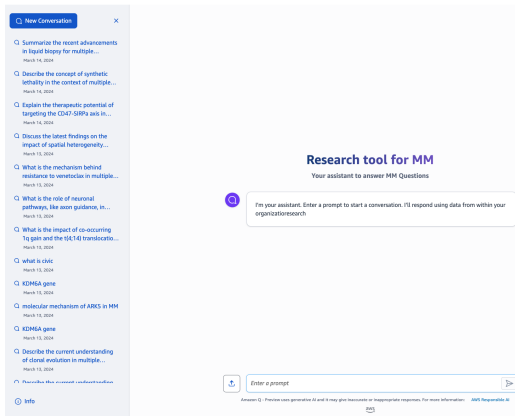 New Conversation
×
Summarize the recent advancements
in liquid biopsy for multiple…
March 14, 2024
Describe the concept of synthetic
lethality in the context of multiple…
March 14, 2024
Explain the therapeutic potential of
targeting the CD47-SIRPa axis in…
March 14, 2024
Discuss the latest findings on the
impact of spatial heterogeneity…
March 13, 2024
What is the mechanism behind
resistance to venetoclax in multiple…
March 13, 2024
What is the role of neuronal
pathways, like axon guidance, in…
March 13, 2024
What is the impact of co-occurring
1q gain and the t(4;14) translocatio…
March 13, 2024
what is civic
March 13, 2024
KDM6A gene
March 13, 2024
molecular mechanism of ARK5 in MM
March 13, 2024
KDM6A gene
March 13, 2024
Describe the current understanding
of clonal evolution in multiple…
March 13, 2024
Describe the current understanding
Info
Research tool for MM
Your assistant to answer MM Questions
I'm your assistant. Enter a prompt to start a conversation. I'll respond using data from within your
organizatioresearch
Enter a prompt
Amazon Q - Preview uses generative AI and it may give inaccurate or inappropriate responses. For more information: AWS Responsible AI
aws